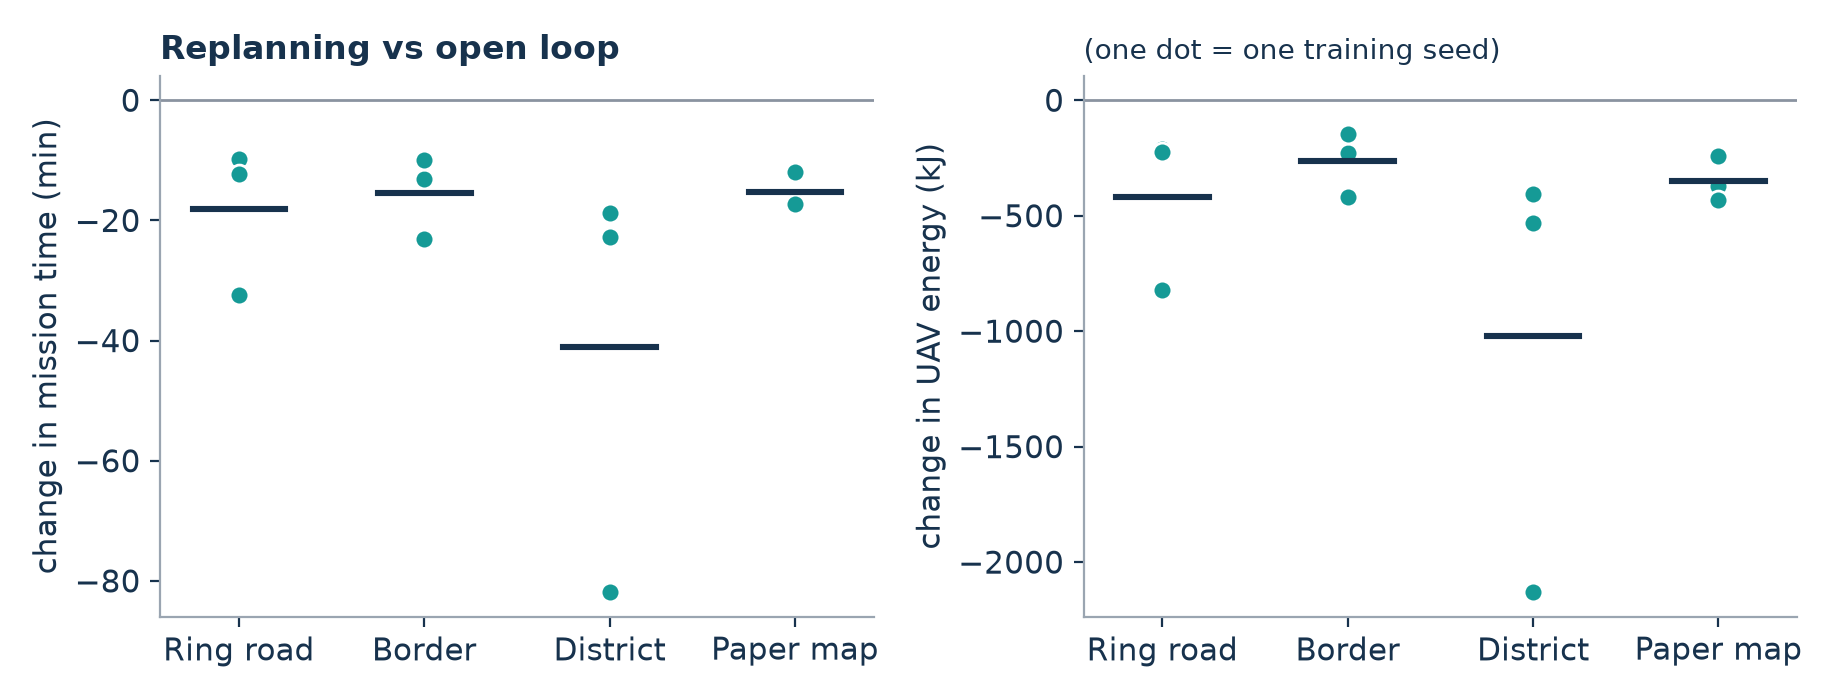 Replanning vs open loop
change in mission time (min)
0
−20
−40
−60
−80
Ring road
Border
District
Paper map
(one dot = one training seed)
change in UAV energy (kJ)
0
−500
−1000
−1500
−2000
Ring road
Border
District
Paper map